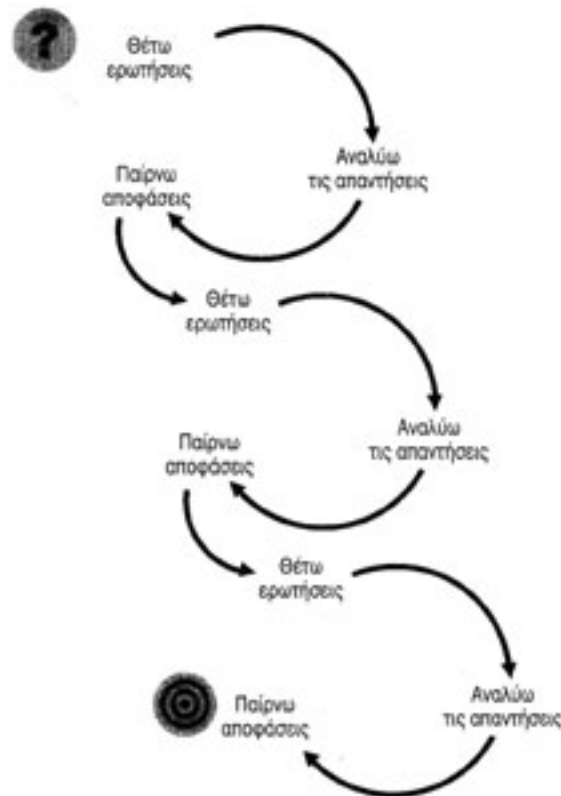 ?
Θέτω
ερωτήσεις
Αναλύω
τις απαντήσεις
Παίρνω
αποφάσεις
Θέτω
ερωτήσεις
Αναλύω
τις απαντήσεις
Παίρνω
αποφάσεις
Θέτω
ερωτήσεις
Αναλύω
τις απαντήσεις
Παίρνω
αποφάσεις